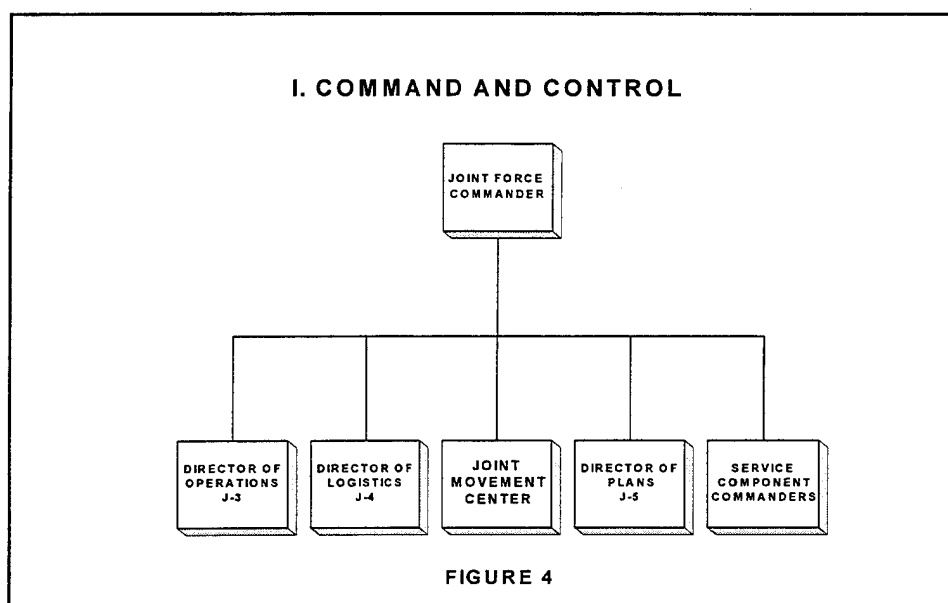 I. COMMAND AND CONTROL
JOINT FORCE
COMMANDER
DIRECTOR OF
OPERATIONS
J-3
DIRECTOR OF
LOGISTICS
J-4
JOINT
MOVEMENT
CENTER
DIRECTOR OF
PLANS
J-5
SERVICE
COMPONENT
COMMANDERS
FIGURE 4